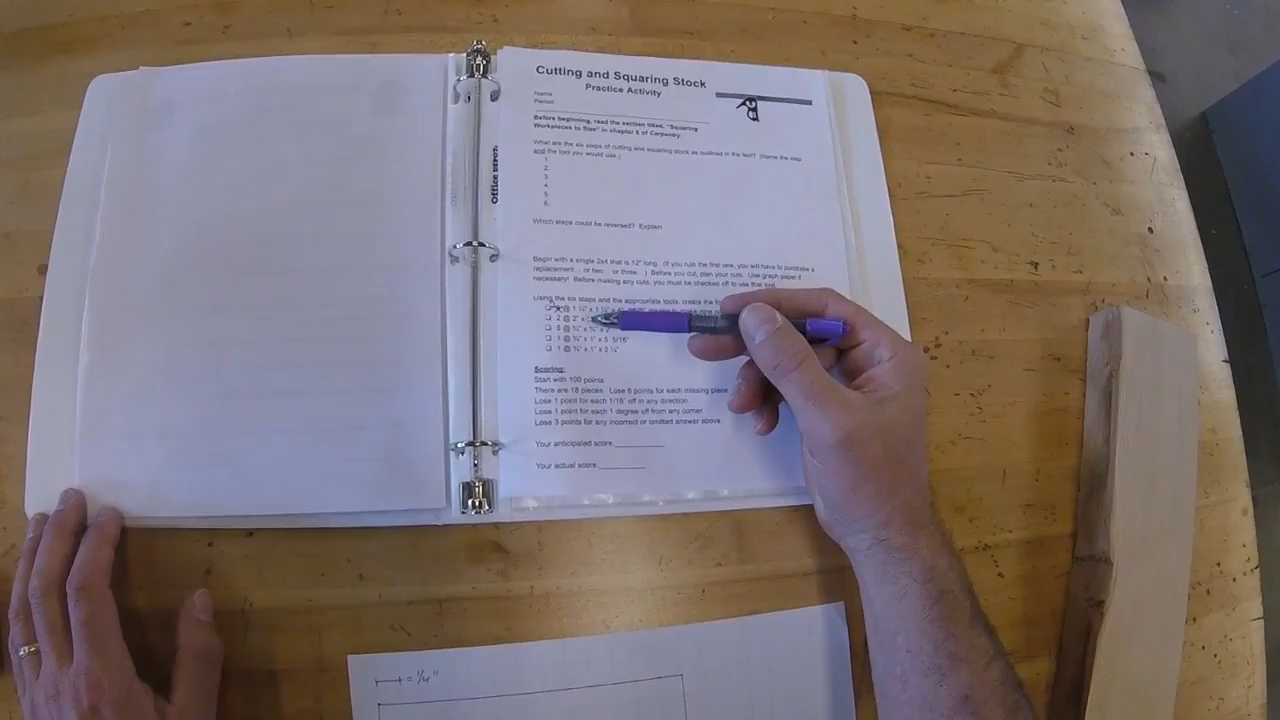 Cutting and Squaring Stock
Practice Activity
Name
Period:
Before beginning, read the section titled, "Squaring
Workpieces to Size" in chapter 5 of Carpentry.
What are the six steps of cutting and squaring stock as outlined in the text? (Name the step
and the tool you would use.)
1.
2.
3.
4.
5.
6.
Which steps could be reversed? Explain
Begin with a single 2x4 that is 12" long. (If you ruin the first one, you will have to purchase a
replacement... or two... or three...) Before you cut, plan your cuts. Use graph paper if
necessary! Before making any cuts, you must be checked off to use that tool.
Using the six steps and the appropriate tools, create the
2 @ 2" x
1 @ ¾" x 1" x 5 5/16"
1 @ ¾" x 1" x 2 ¼"
Scoring:
Start with 100 points
There are 18 pieces. Lose 6 points for each missing piece
Lose 1 point for each 1/16" off in any direction.
Lose 1 point for each 1 degree off from any corner.
Lose 3 points for any incorrect or omitted answer above.
Your anticipated score
Your actual score
Office DEPOT.
= 1/4"